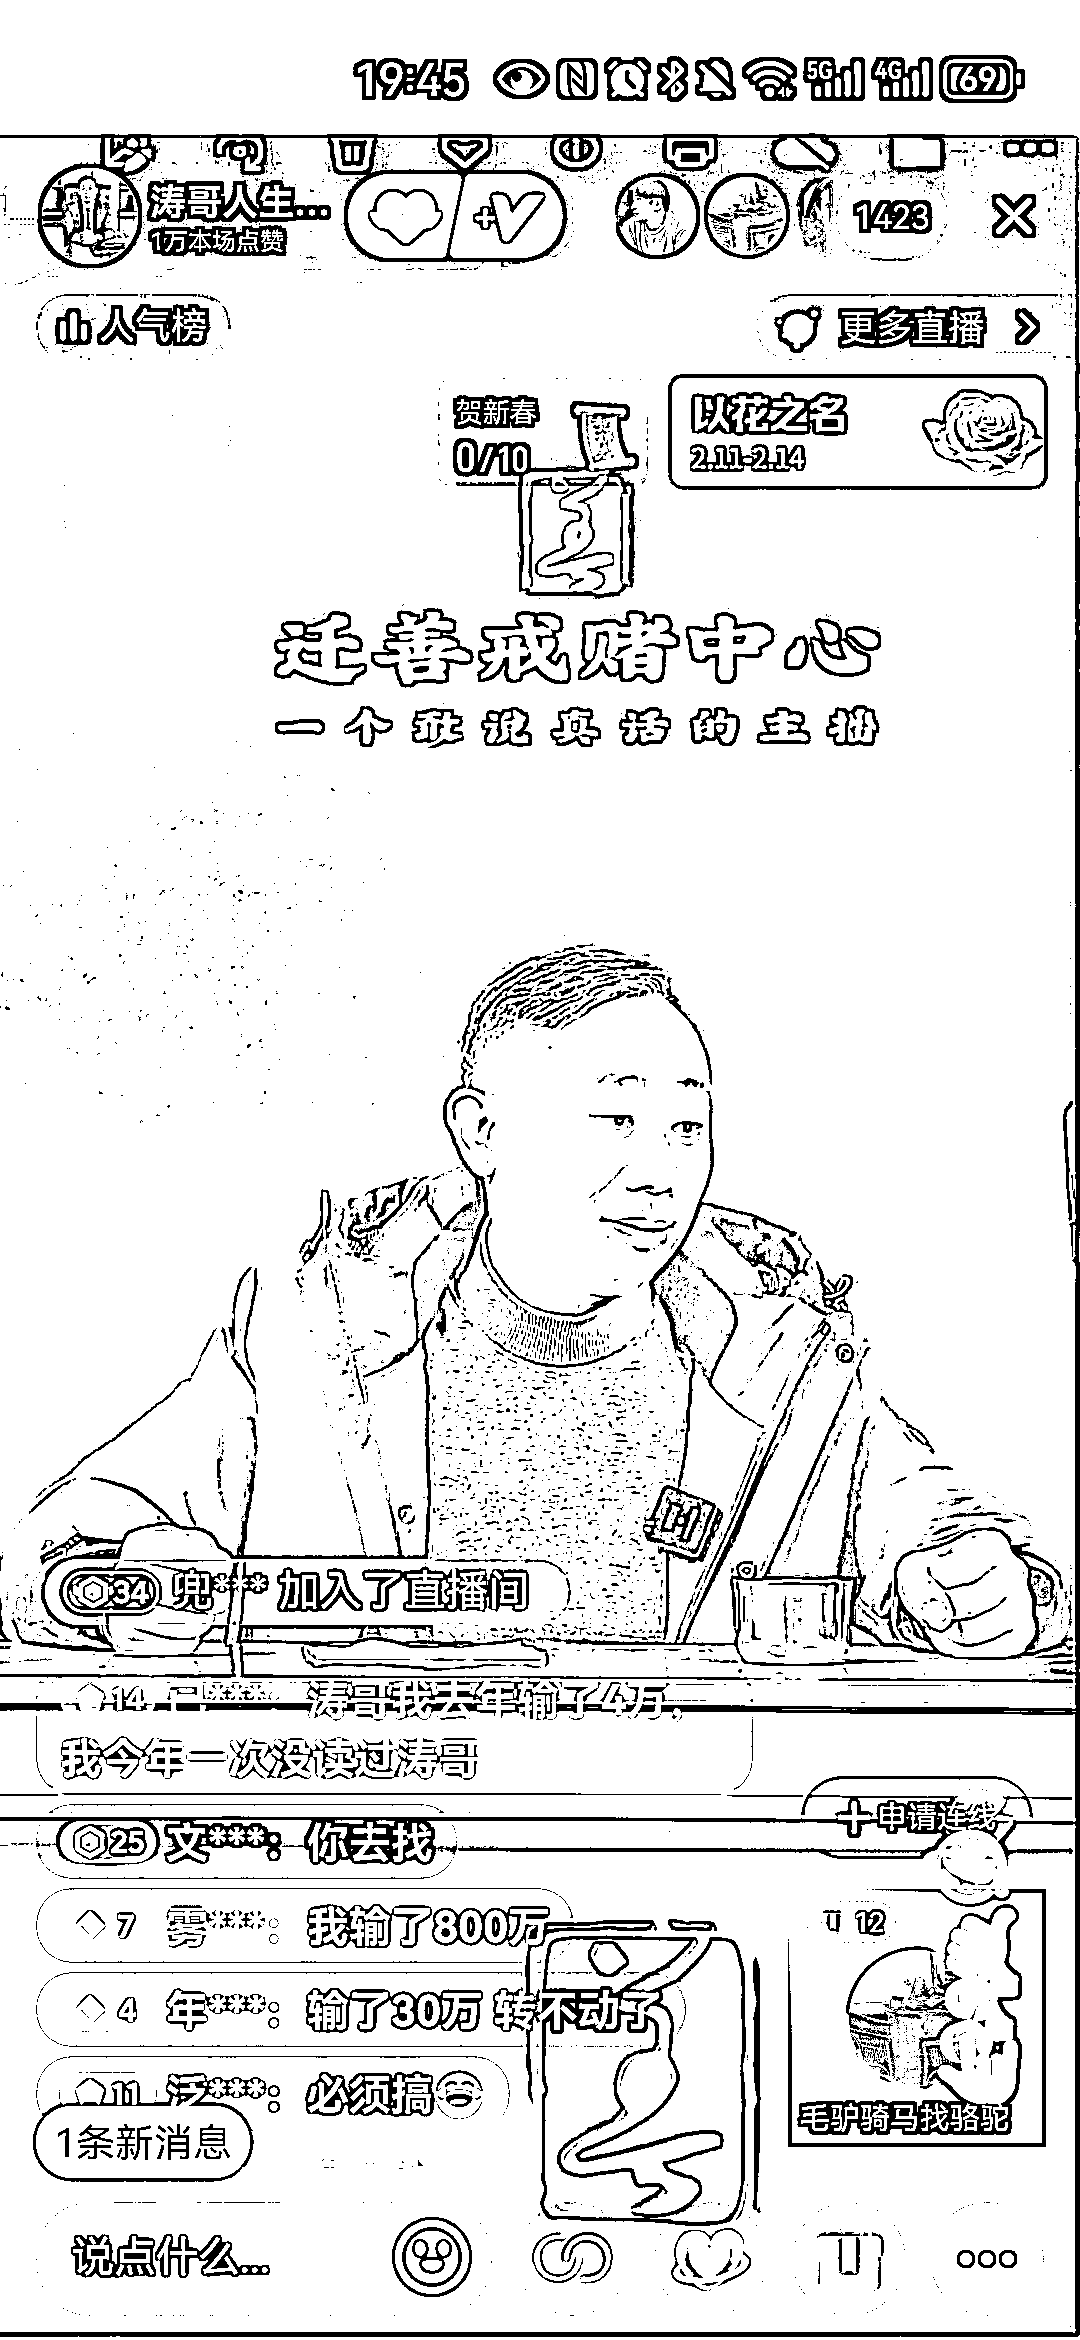 19:45 5G 4G 69
涛哥人生... 1423
1万本场点赞
人气榜 更多直播
贺新春 以花之名
0/10 2.11-2.14
迁善戒赌中心
一个敢说真话的主播
34 兜*** 加入了直播间
14 涛哥我去年输了4万,
我今年一次没读过涛哥
申请连线
25 文***: 你去找
7 雾***: 我输了800万
12
4 年***: 输了30万 转不动了
11 泛***: 必须搞
毛驴骑马找骆驼
1条新消息
说点什么...